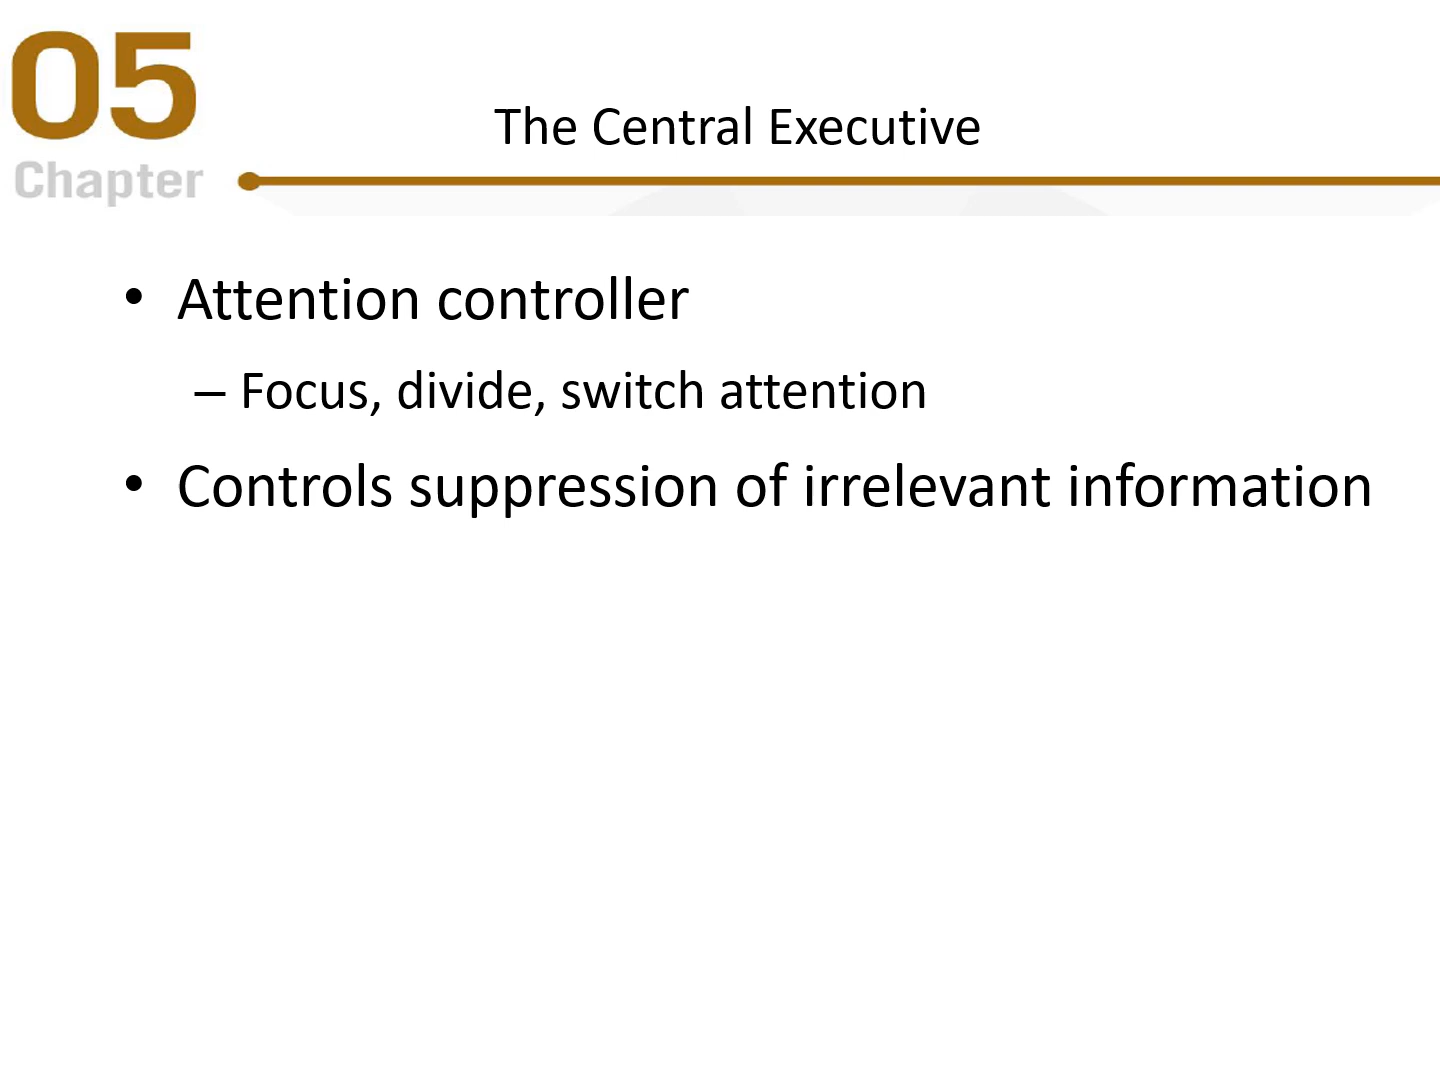 05
Chapter
The Central Executive
• Attention controller
– Focus, divide, switch attention
• Controls suppression of irrelevant information